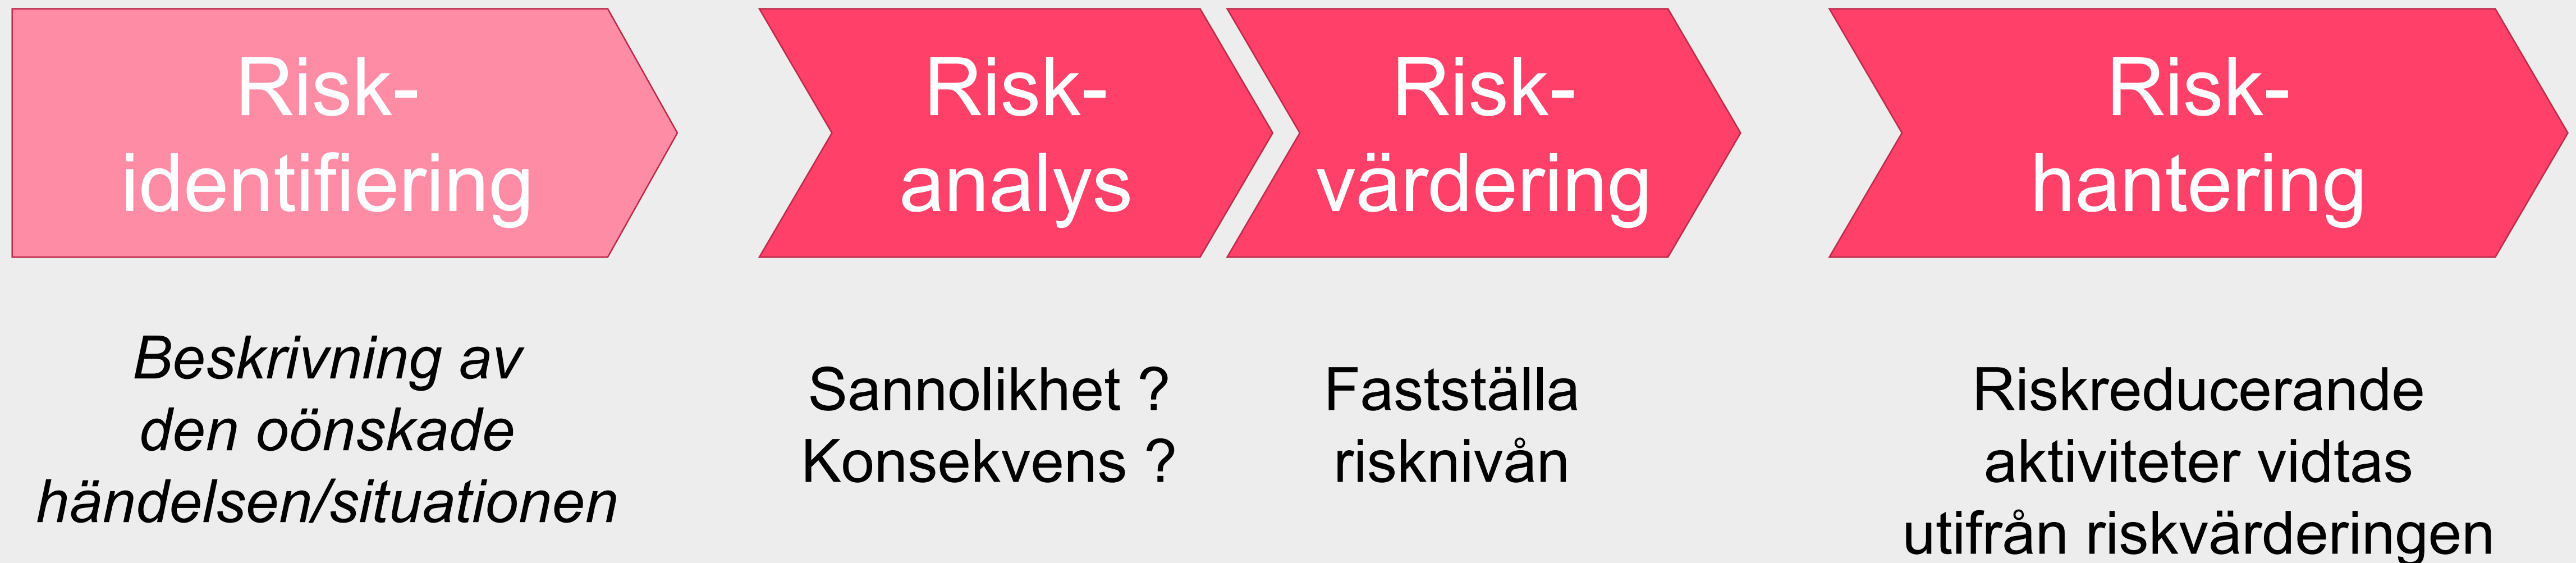 Risk-
identifiering
Risk-
analys
Risk-
värdering
Risk-
hantering
Beskrivning av
den oönskade
händelsen/situationen
Sannolikhet ?
Konsekvens ?
Fastställa
risknivån
Riskreducerande
aktiviteter vidtas
utifrån riskvärderingen